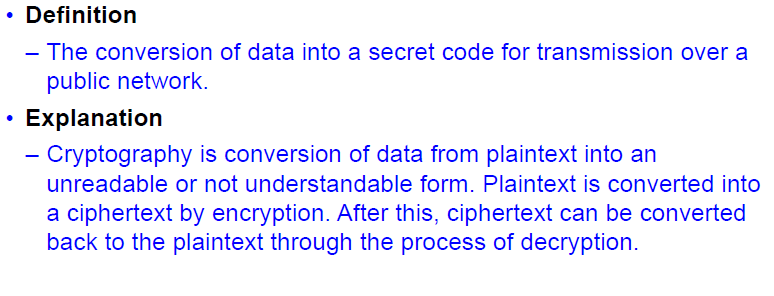 • Definition
– The conversion of data into a secret code for transmission over a
public network.
• Explanation
– Cryptography is conversion of data from plaintext into an
unreadable or not understandable form. Plaintext is converted into
a ciphertext by encryption. After this, ciphertext can be converted
back to the plaintext through the process of decryption.